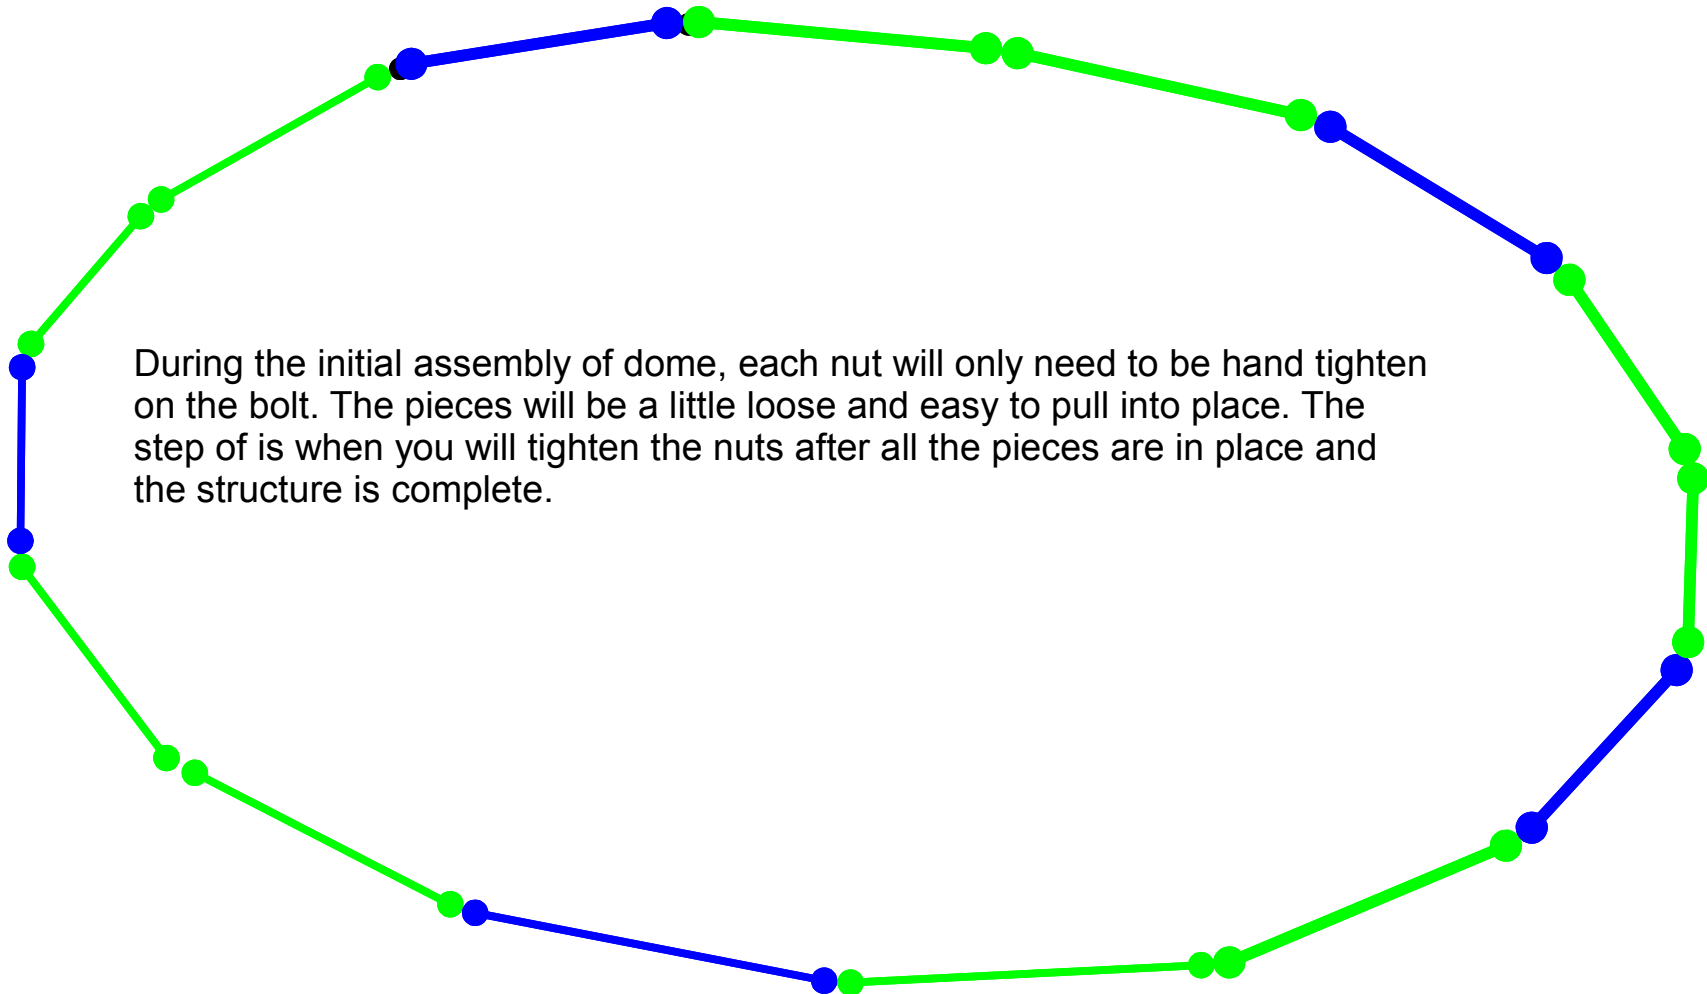 During the initial assembly of dome, each nut will only need to be hand tighten
on the bolt. The pieces will be a little loose and easy to pull into place. The
step of is when you will tighten the nuts after all the pieces are in place and
the structure is complete.